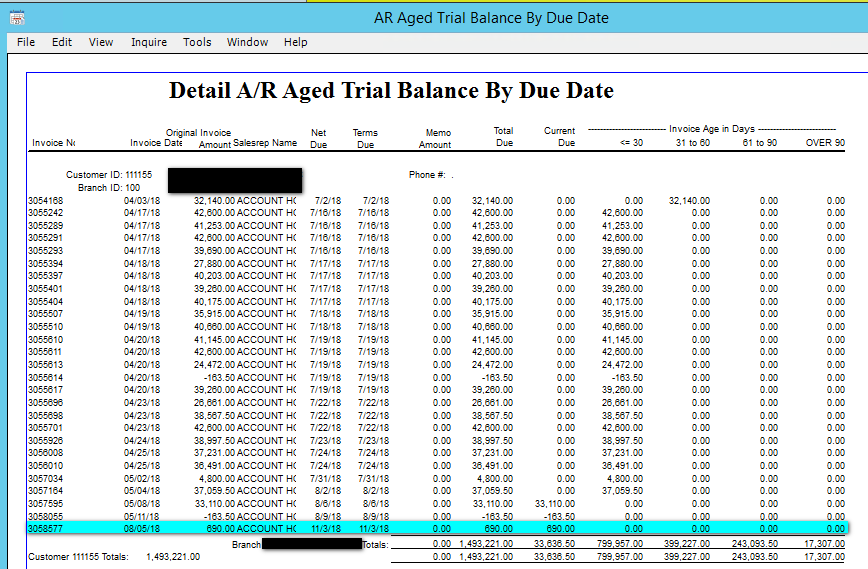 AR Aged Trial Balance By Due Date
File Edit View Inquire Tools Window Help
Detail A/R Aged Trial Balance By Due Date
Original Invoice Net Terms Memo Total Current Invoice Age in Days
Invoice No Invoice Date Amount Salesrep Name Due Due Amount Due Due <= 30 31 to 60 61 to 90 OVER 90
Customer ID: 111155 Phone #: .
Branch ID: 100
3054168 04/03/18 32,140.00 ACCOUNT HO 7/2/18 7/2/18 0.00 32,140.00 0.00 0.00 32,140.00 0.00 0.00
3055242 04/17/18 42,600.00 ACCOUNT HO 7/16/18 7/16/18 0.00 42,600.00 0.00 42,600.00 0.00 0.00 0.00
3055289 04/17/18 41,253.00 ACCOUNT HO 7/16/18 7/16/18 0.00 41,253.00 0.00 41,253.00 0.00 0.00 0.00
3055291 04/17/18 42,600.00 ACCOUNT HO 7/16/18 7/16/18 0.00 42,600.00 0.00 42,600.00 0.00 0.00 0.00
3055293 04/17/18 39,690.00 ACCOUNT HO 7/16/18 7/16/18 0.00 39,690.00 0.00 39,690.00 0.00 0.00 0.00
3055394 04/18/18 27,880.00 ACCOUNT HO 7/17/18 7/17/18 0.00 27,880.00 0.00 27,880.00 0.00 0.00 0.00
3055397 04/18/18 40,203.00 ACCOUNT HO 7/17/18 7/17/18 0.00 40,203.00 0.00 40,203.00 0.00 0.00 0.00
3055401 04/18/18 39,260.00 ACCOUNT HO 7/17/18 7/17/18 0.00 39,260.00 0.00 39,260.00 0.00 0.00 0.00
3055404 04/18/18 40,175.00 ACCOUNT HO 7/17/18 7/17/18 0.00 40,175.00 0.00 40,175.00 0.00 0.00 0.00
3055507 04/19/18 35,915.00 ACCOUNT HO 7/18/18 7/18/18 0.00 35,915.00 0.00 35,915.00 0.00 0.00 0.00
3055510 04/19/18 40,660.00 ACCOUNT HO 7/18/18 7/18/18 0.00 40,660.00 0.00 40,660.00 0.00 0.00 0.00
3055610 04/20/18 41,145.00 ACCOUNT HO 7/19/18 7/19/18 0.00 41,145.00 0.00 41,145.00 0.00 0.00 0.00
3055611 04/20/18 42,600.00 ACCOUNT HO 7/19/18 7/19/18 0.00 42,600.00 0.00 42,600.00 0.00 0.00 0.00
3055613 04/20/18 24,472.00 ACCOUNT HO 7/19/18 7/19/18 0.00 24,472.00 0.00 24,472.00 0.00 0.00 0.00
3055614 04/20/18 -163.50 ACCOUNT HO 7/19/18 7/19/18 0.00 -163.50 0.00 -163.50 0.00 0.00 0.00
3055617 04/20/18 39,260.00 ACCOUNT HO 7/19/18 7/19/18 0.00 39,260.00 0.00 39,260.00 0.00 0.00 0.00
3055696 04/23/18 26,661.00 ACCOUNT HO 7/22/18 7/22/18 0.00 26,661.00 0.00 26,661.00 0.00 0.00 0.00
3055698 04/23/18 38,567.50 ACCOUNT HO 7/22/18 7/22/18 0.00 38,567.50 0.00 38,567.50 0.00 0.00 0.00
3055701 04/23/18 42,600.00 ACCOUNT HO 7/22/18 7/22/18 0.00 42,600.00 0.00 42,600.00 0.00 0.00 0.00
3055926 04/24/18 38,997.50 ACCOUNT HO 7/23/18 7/23/18 0.00 38,997.50 0.00 38,997.50 0.00 0.00 0.00
3056008 04/25/18 37,231.00 ACCOUNT HO 7/24/18 7/24/18 0.00 37,231.00 0.00 37,231.00 0.00 0.00 0.00
3056010 04/25/18 36,491.00 ACCOUNT HO 7/24/18 7/24/18 0.00 36,491.00 0.00 36,491.00 0.00 0.00 0.00
3057034 05/02/18 4,800.00 ACCOUNT HO 7/31/18 7/31/18 0.00 4,800.00 0.00 4,800.00 0.00 0.00 0.00
3057164 05/04/18 37,059.50 ACCOUNT HO 8/2/18 8/2/18 0.00 37,059.50 0.00 37,059.50 0.00 0.00 0.00
3057595 05/08/18 33,110.00 ACCOUNT HO 8/6/18 8/6/18 0.00 33,110.00 33,110.00 0.00 0.00 0.00 0.00
3058055 05/11/18 -163.50 ACCOUNT HO 8/9/18 8/9/18 0.00 -163.50 -163.50 0.00 0.00 0.00 0.00
3058577 08/05/18 690.00 ACCOUNT HO 11/3/18 11/3/18 0.00 690.00 690.00 0.00 0.00 0.00 0.00
Branch Totals: 0.00 1,493,221.00 33,636.50 799,957.00 399,227.00 243,093.50 17,307.00
Customer 111155 Totals: 1,493,221.00 0.00 1,493,221.00 33,636.50 799,957.00 399,227.00 243,093.50 17,307.00